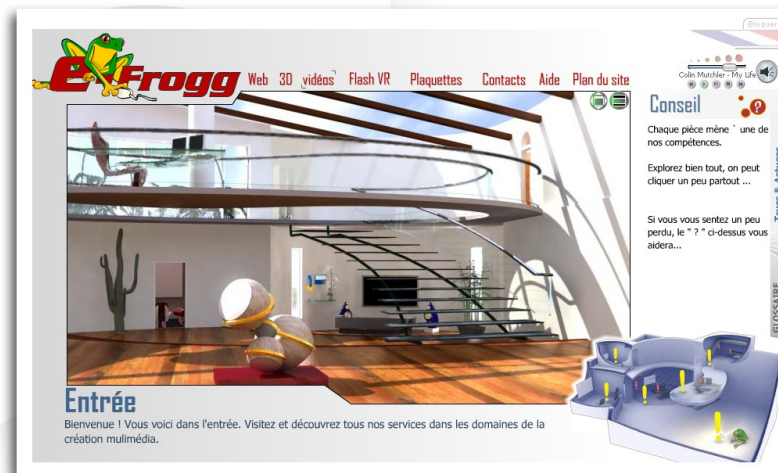 Bloquer
e-Frogg
Web 3D vidéos Flash VR Plaquettes Contacts Aide Plan du site
Colin Mutchler - My Life
Conseil ?
Chaque pièce mène ` une de
nos compétences.
Explorez bien tout, on peut
cliquer un peu partout ...
Si vous vous sentez un peu
perdu, le " ? " ci-dessus vous
aidera...
GLOSSAIRE
Entrée
Bienvenue ! Vous voici dans l'entrée. Visitez et découvrez tous nos services dans les domaines de la
création mulimédia.